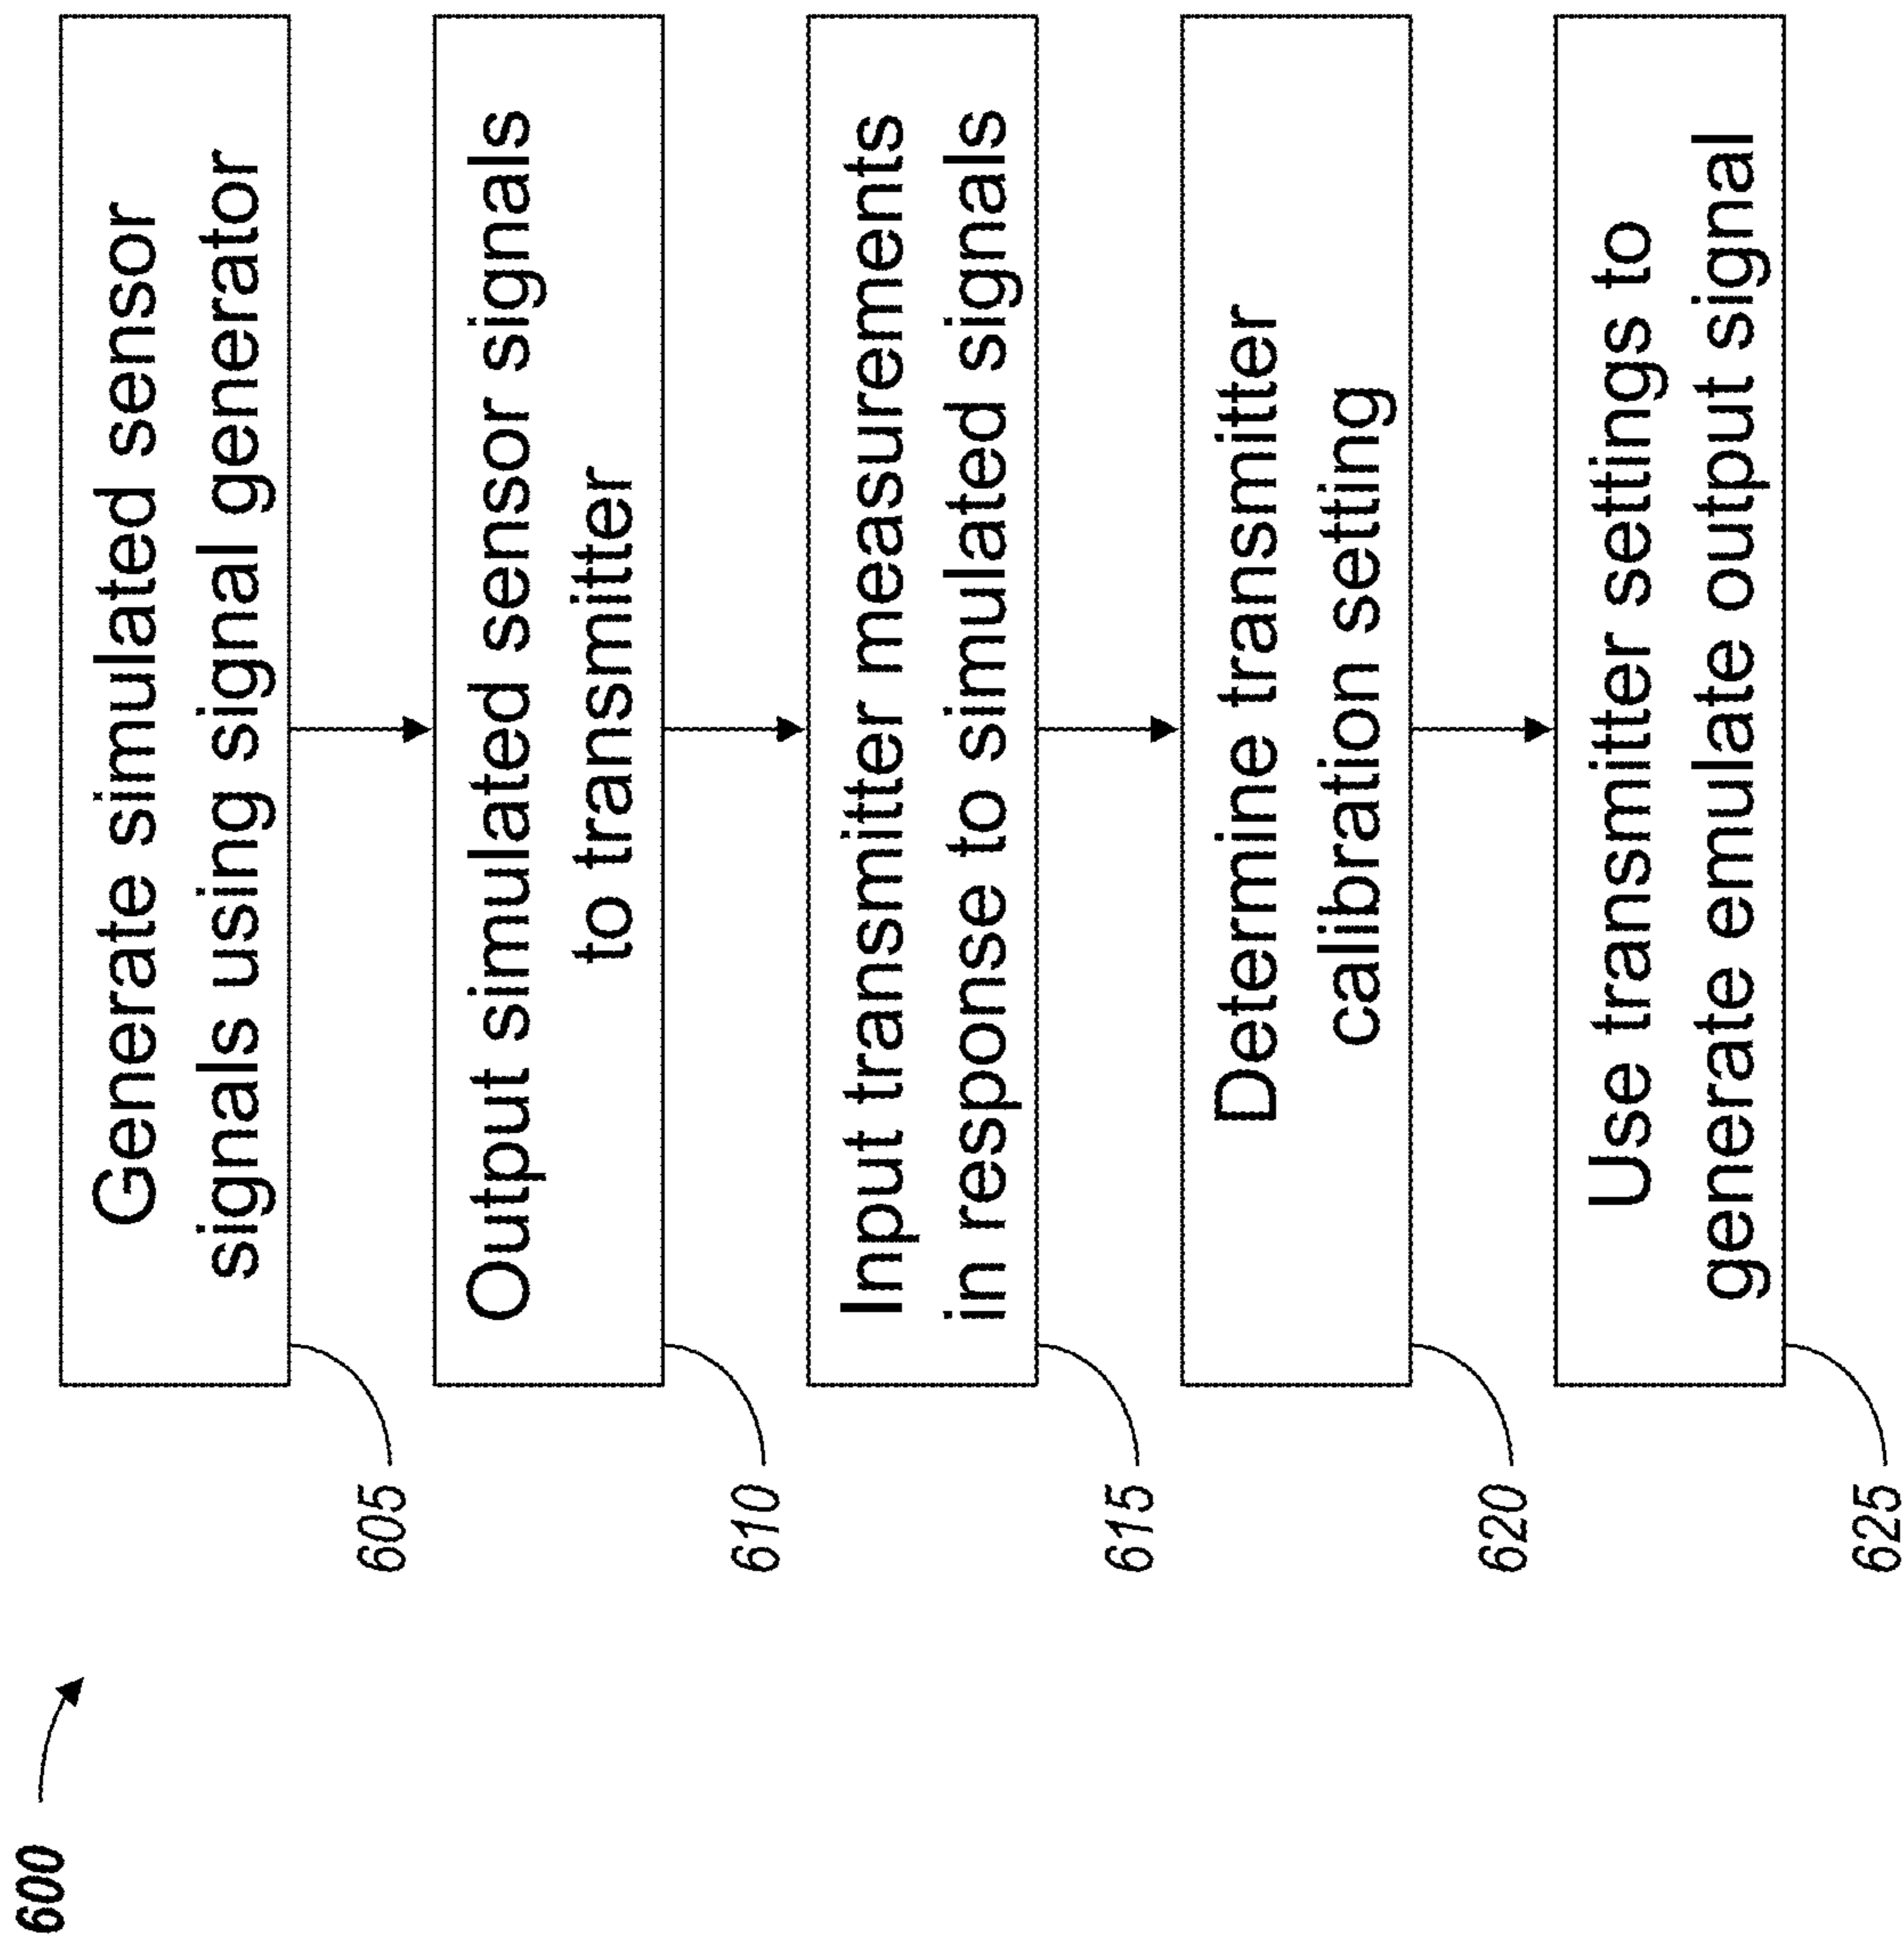 600
Generate simulated sensor
signals using signal generator
605
Output simulated sensor signals
to transmitter
610
Input transmitter measurements
in response to simulated signals
615
Determine transmitter
calibration setting
620
Use transmitter settings to
generate emulate output signal
625